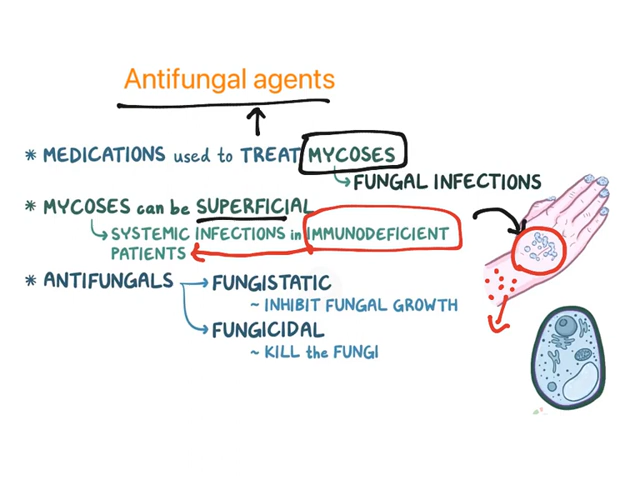 Antifungal agents
* MEDICATIONS used to TREAT MYCOSES
FUNGAL INFECTIONS
* MYCOSES can be SUPERFICIAL
SYSTEMIC INFECTIONS in IMMUNODEFICIENT
PATIENTS
* ANTIFUNGALS FUNGISTATIC
~ INHIBIT FUNGAL GROWTH
FUNGICIDAL
~ KILL the FUNGI